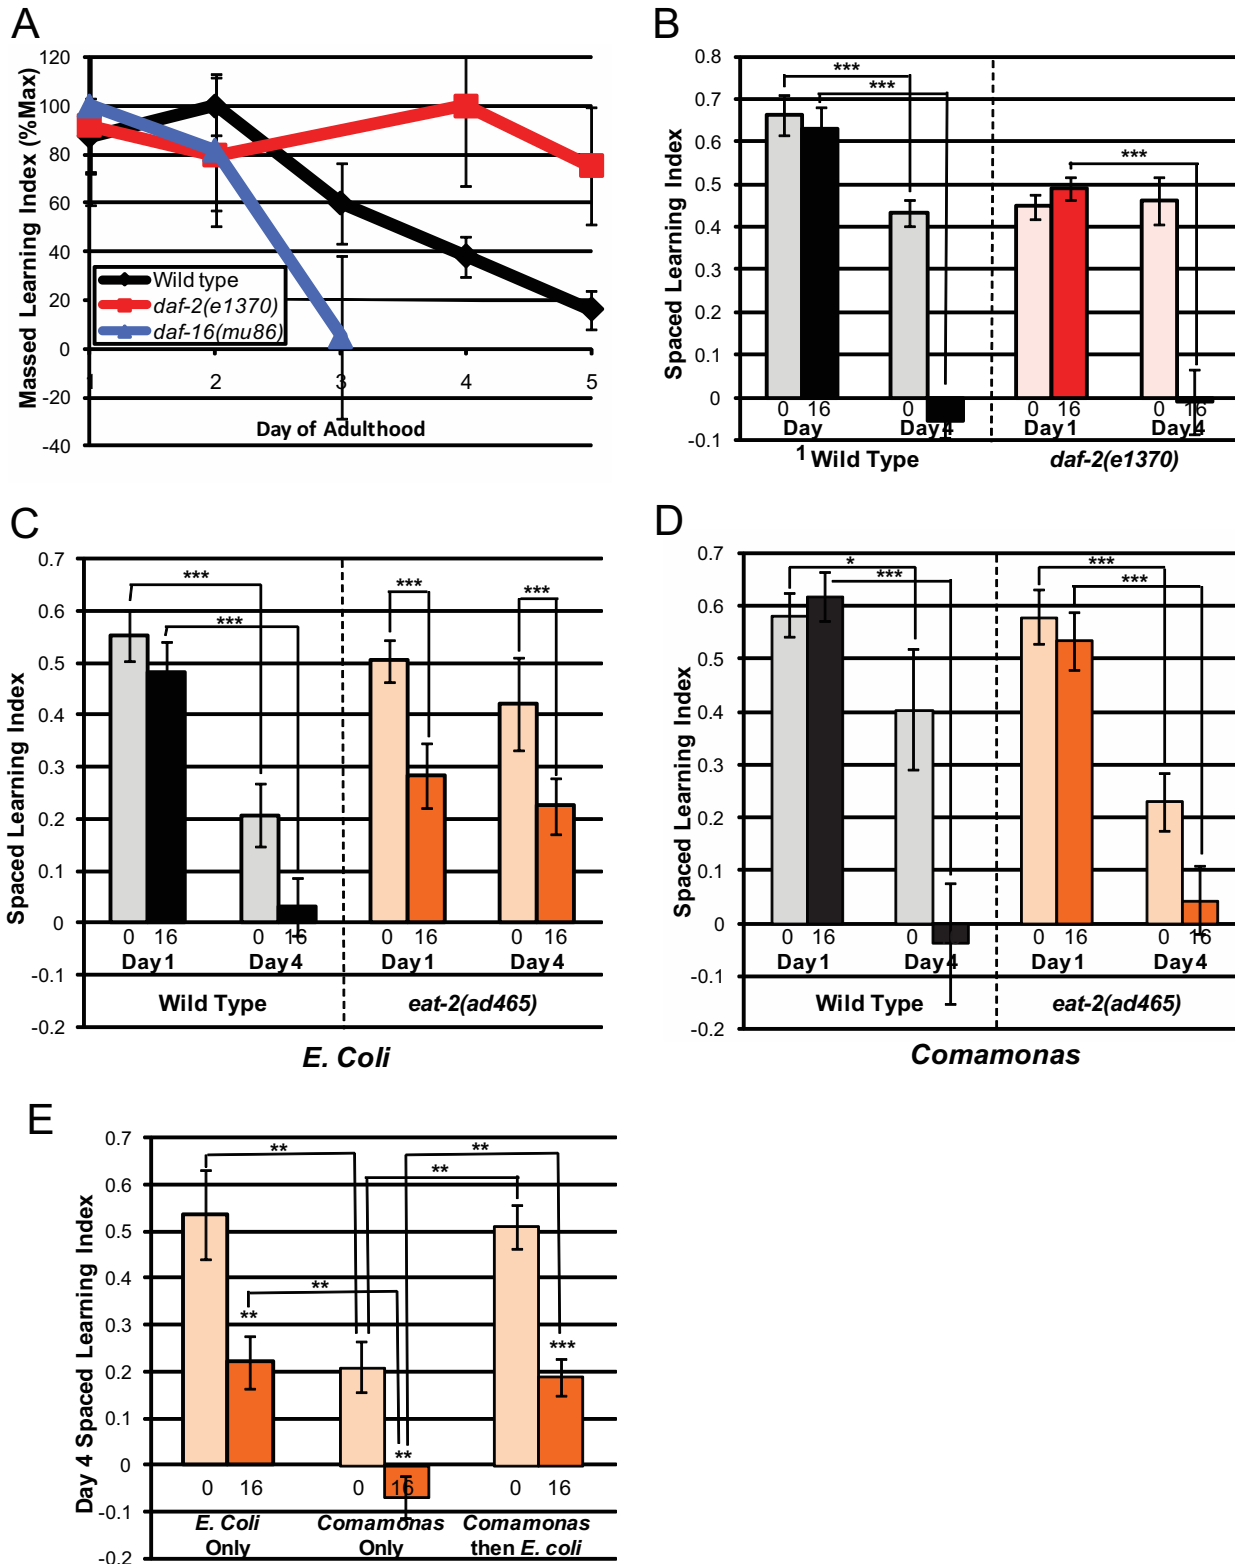 A
120
100
80
60
40
20
0
-20
-40
Massed Learning Index (%Max)
Wild type
daf-2(e1370)
daf-16(mu86)
1 2 3 4 5
Day of Adulthood
B
0.8
0.7
0.6
0.5
0.4
0.3
0.2
0.1
0
-0.1
Spaced Learning Index
*** *** ***
0 16 0 0 16 0 16
Day Day 4 Day 1 Day 4
1 Wild Type daf-2(e1370)
C
0.7
0.6
0.5
0.4
0.3
0.2
0.1
0
-0.1
-0.2
Spaced Learning Index
*** *** *** ***
0 16 0 16 0 16 0 16
Day 1 Day 4 Day 1 Day 4
Wild Type eat-2(ad465)
E. Coli
D
0.7
0.6
0.5
0.4
0.3
0.2
0.1
0
-0.1
-0.2
Spaced Learning Index
* *** *** ***
0 16 0 0 16 0 16
Day 1 Day 4 Day 1 Day 4
Wild Type eat-2(ad465)
Comamonas
E
0.7
0.6
0.5
0.4
0.3
0.2
0.1
0
-0.1
-0.2
Day 4 Spaced Learning Index
** ** ** ** ** ** ***
0 16 0 16 0 16
E. Coli Comamonas Comamonas
Only Only then E. coli